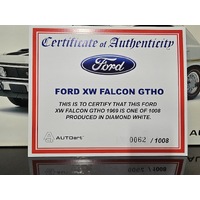 Certificate of Authenticity
Ford
FORD XW FALCON GTHO
THIS IS TO CERTIFY THAT THIS FORD
XW FALCON GTHO 1969 IS ONE OF 1008
PRODUCED IN DIAMOND WHITE.
AUTOart
0062 / 1008